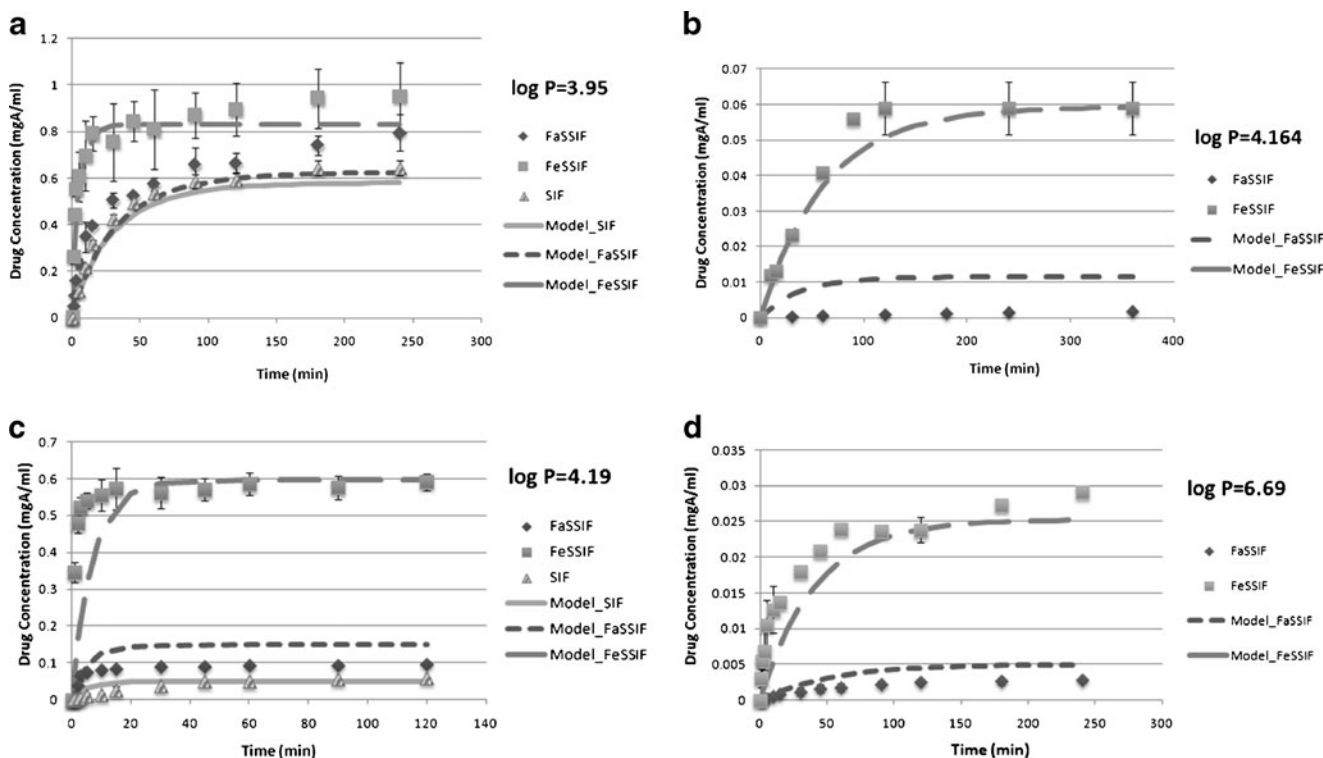 a
1.2
1
0.8
0.6
0.4
0.2
0
Drug Concentration (mgA/ml)
0 50 100 150 200 250 300
Time (min)
log P=3.95
FaSSIF
FeSSIF
SIF
Model_SIF
Model_FaSSIF
Model_FeSSIF
b
0.07
0.06
0.05
0.04
0.03
0.02
0.01
0
Drug Concentration (mgA/ml)
0 100 200 300 400
Time (min)
log P=4.164
FaSSIF
FeSSIF
Model_FaSSIF
Model_FeSSIF
c
0.7
0.6
0.5
0.4
0.3
0.2
0.1
0
Drug Concentration (mgA/ml)
0 20 40 60 80 100 120 140
Time (min)
log P=4.19
FaSSIF
FeSSIF
SIF
Model_SIF
Model_FaSSIF
Model_FeSSIF
d
0.035
0.03
0.025
0.02
0.015
0.01
0.005
0
Drug Concentration (mgA/ml)
0 50 100 150 200 250 300
Time (min)
log P=6.69
FaSSIF
FeSSIF
Model_FaSSIF
Model_FeSSIF